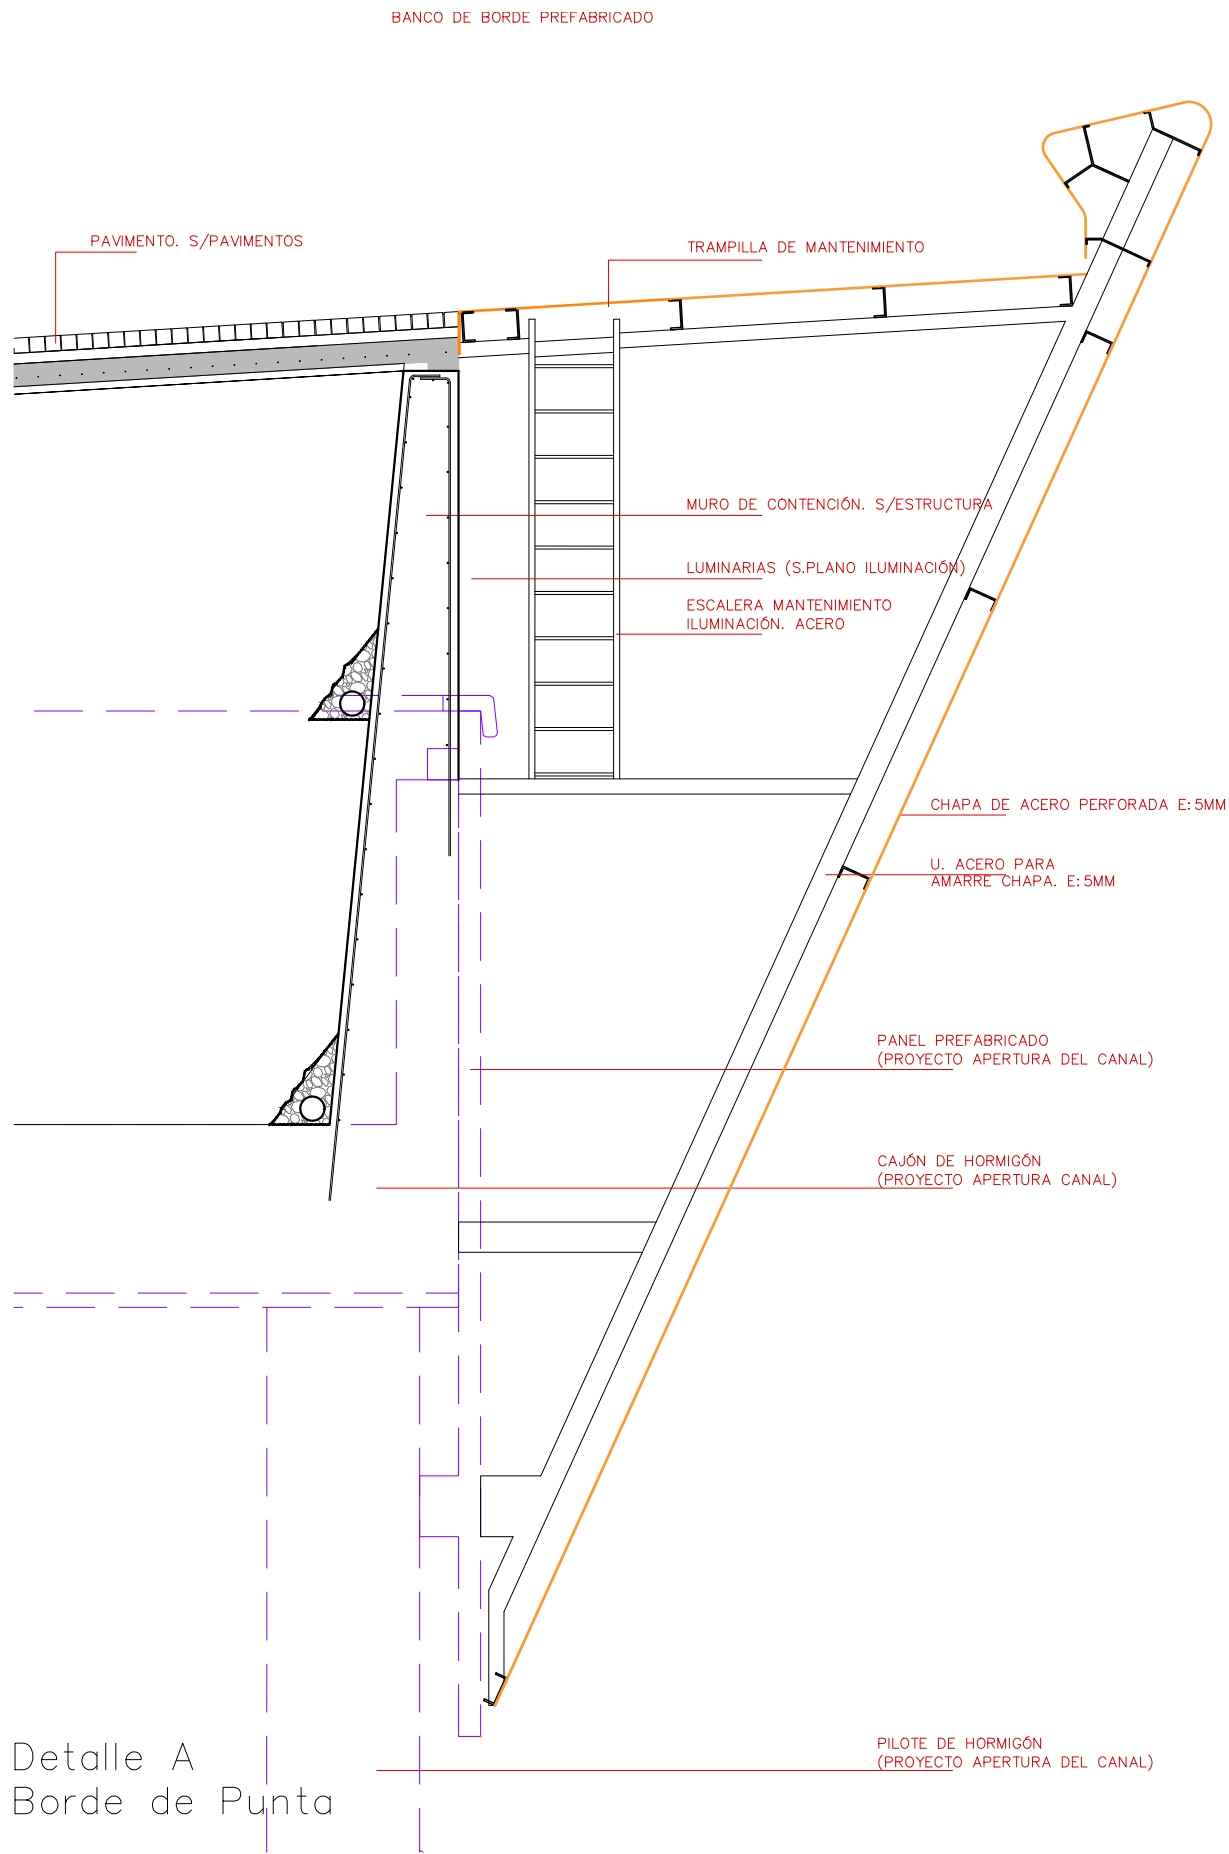 BANCO DE BORDE PREFABRICADO
PAVIMENTO. S/PAVIMENTOS
TRAMPILLA DE MANTENIMIENTO
MURO DE CONTENCIÓN. S/ESTRUCTURA
LUMINARIAS (S.PLANO ILUMINACIÓN)
ESCALERA MANTENIMIENTO
ILUMINACIÓN. ACERO
CHAPA DE ACERO PERFORADA E:5MM
U. ACERO PARA
AMARRE CHAPA. E:5MM
PANEL PREFABRICADO
(PROYECTO APERTURA DEL CANAL)
CAJÓN DE HORMIGÓN
(PROYECTO APERTURA CANAL)
PILOTE DE HORMIGÓN
(PROYECTO APERTURA DEL CANAL)
Detalle A
Borde de Punta